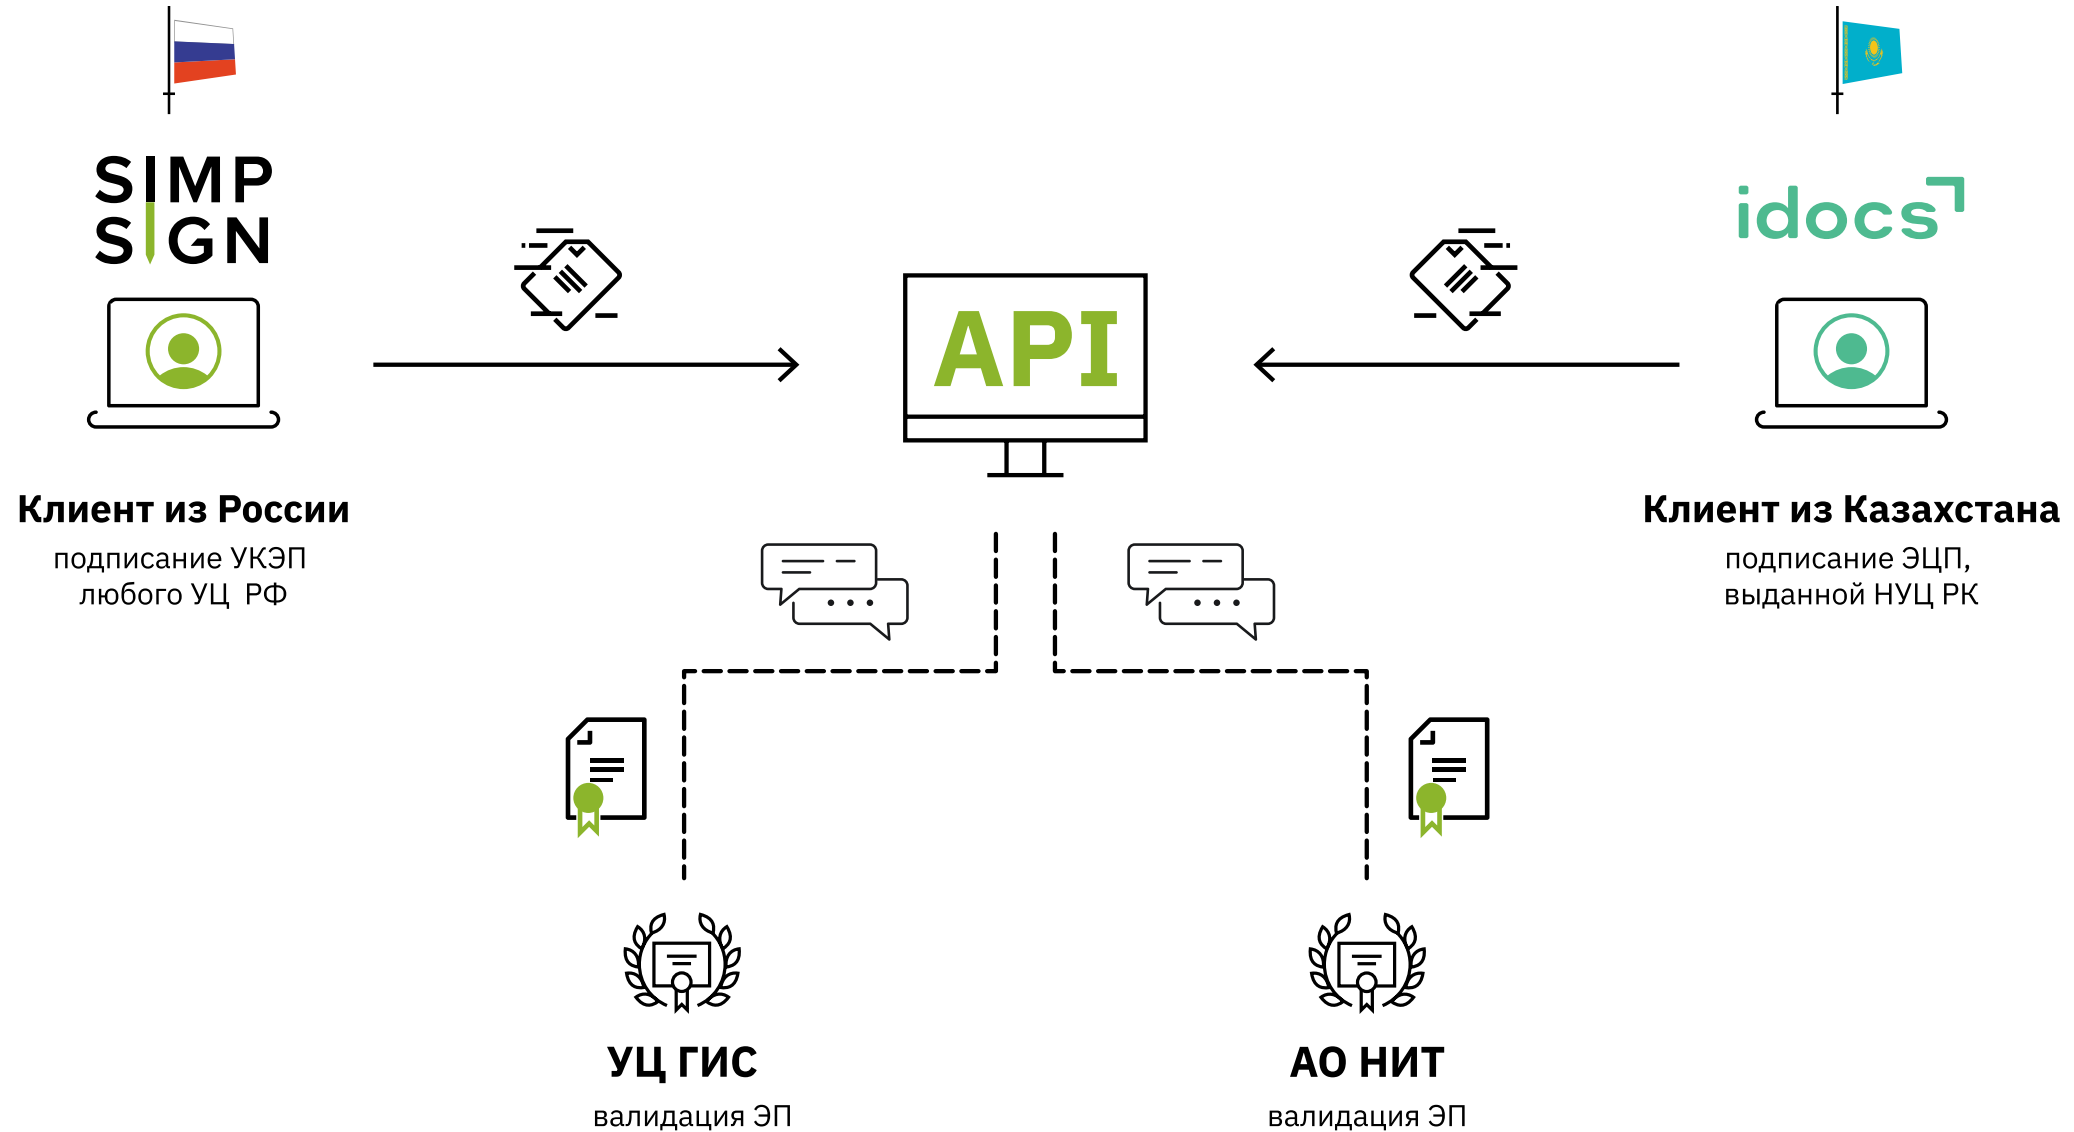 SIMP
SIGN
idocs
API
Клиент из России
подписание УКЭП
любого УЦ РФ
Клиент из Казахстана
подписание ЭЦП,
выданной НУЦ РК
УЦ ГИС
валидация ЭП
АО НИТ
валидация ЭП